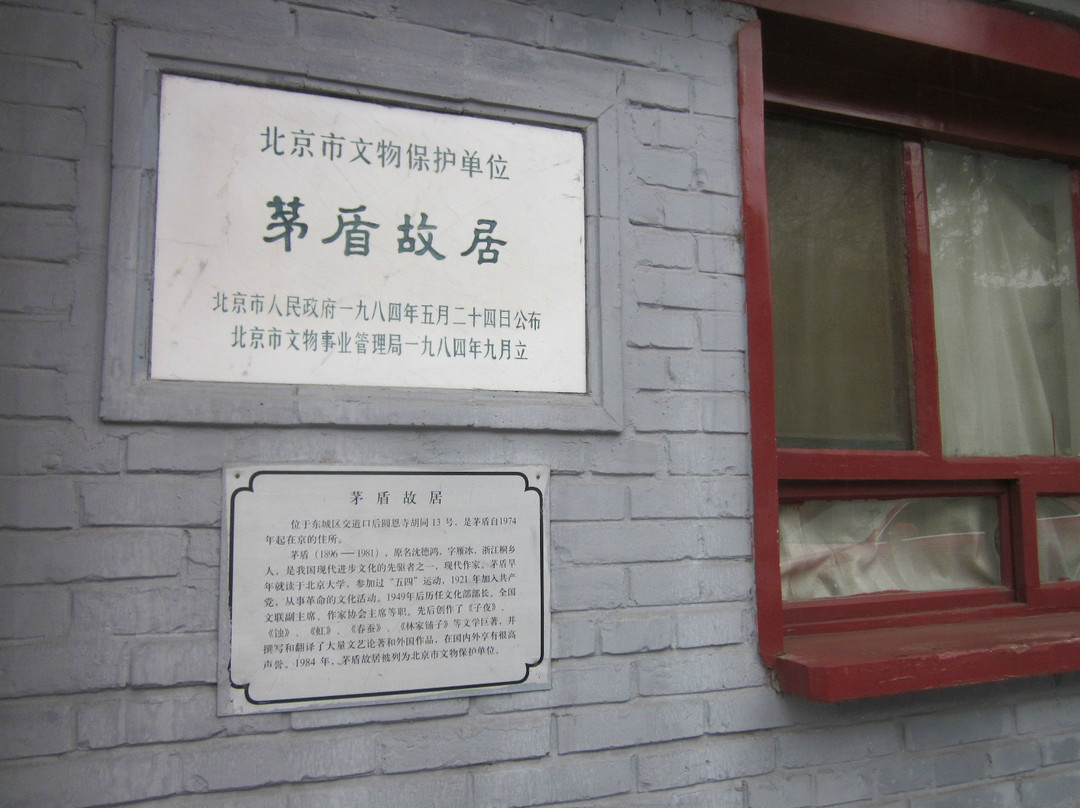 北京市文物保护单位
茅盾故居
北京市人民政府一九八四年五月二十四日公布
北京市文物事业管理局一九八四年九月立
茅盾故居
位于东城区交道口后圆恩寺胡同 13 号，是茅盾自1974
年起在京的住所。
茅盾（1896 — 1981），原名沈德鸿，字雁冰，浙江桐乡
人，是我国现代进步文化的先驱者之一，现代作家。茅盾早
年就读于北京大学，参加过“五四”运动，1921 年加入共产
党，从事革命的文化活动。1949年后历任文化部部长、全国
文联副主席、作家协会主席等职。先后创作了《子夜》、
《蚀》、《虹》、《春蚕》、《林家铺子》等文学巨著，并
撰写和翻译了大量文艺论著和外国作品，在国内外享有很高
声誉。1984 年，茅盾故居被列为北京市文物保护单位。